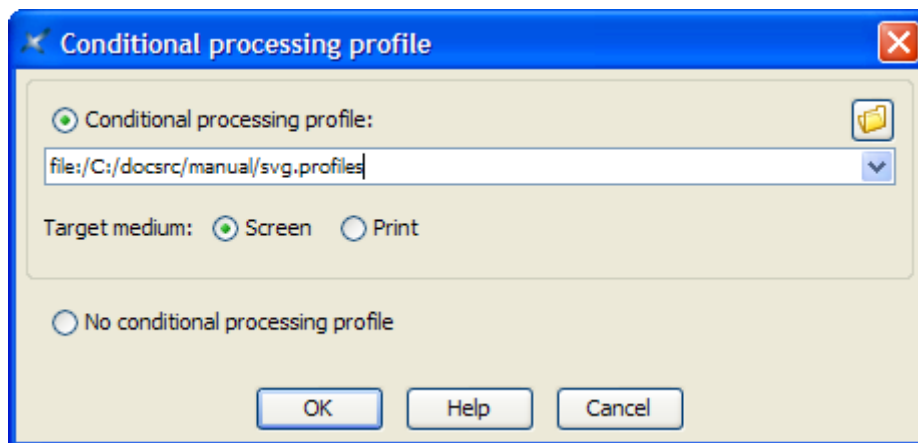 Conditional processing profile
Conditional processing profile:
file:/C:/docsrc/manual/svg.profiles
Target medium: Screen Print
No conditional processing profile
OK Help Cancel